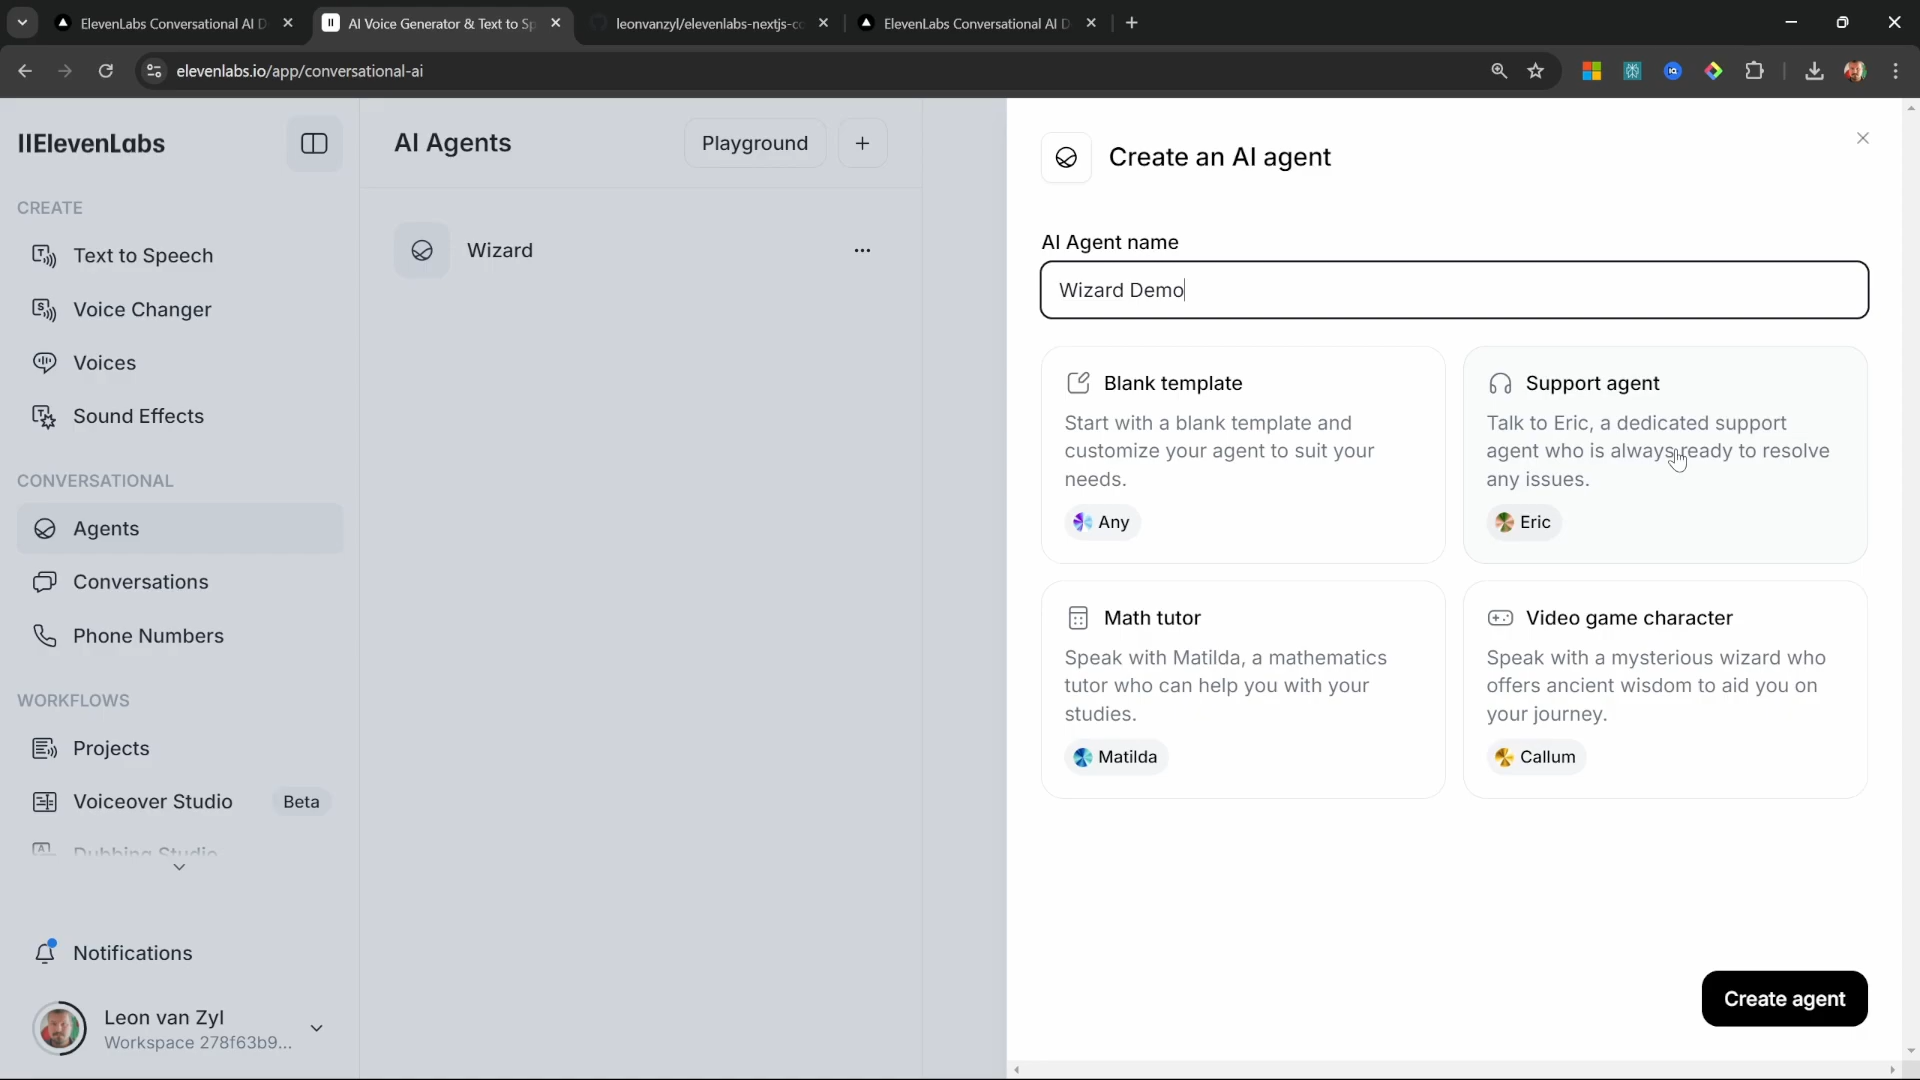 ElevenLabs Conversational AI D
AI Voice Generator & Text to Sp
leonvanzyl/elevenlabs-nextjs-co
ElevenLabs Conversational AI D
elevenlabs.io/app/conversational-ai
IIElevenLabs
CREATE
Text to Speech
Voice Changer
Voices
Sound Effects
CONVERSATIONAL
Agents
Conversations
Phone Numbers
WORKFLOWS
Projects
Voiceover Studio Beta
Dubbing Studio
Notifications
Leon van Zyl
Workspace 278f63b9...
AI Agents
Playground
Wizard
Create an AI agent
AI Agent name
Wizard Demo
Blank template
Start with a blank template and
customize your agent to suit your
needs.
Any
Support agent
Talk to Eric, a dedicated support
agent who is always ready to resolve
any issues.
Eric
Math tutor
Speak with Matilda, a mathematics
tutor who can help you with your
studies.
Matilda
Video game character
Speak with a mysterious wizard who
offers ancient wisdom to aid you on
your journey.
Callum
Create agent